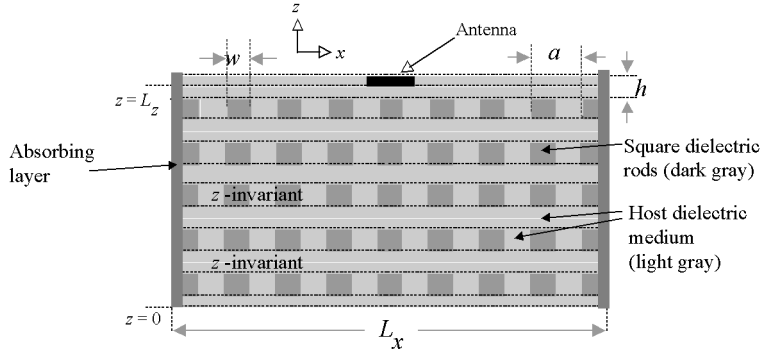 z
x
Antenna
w
a
h
z = L_z
Absorbing
layer
Square dielectric
rods (dark gray)
z -invariant
Host dielectric
medium
(light gray)
z -invariant
z = 0
L_x